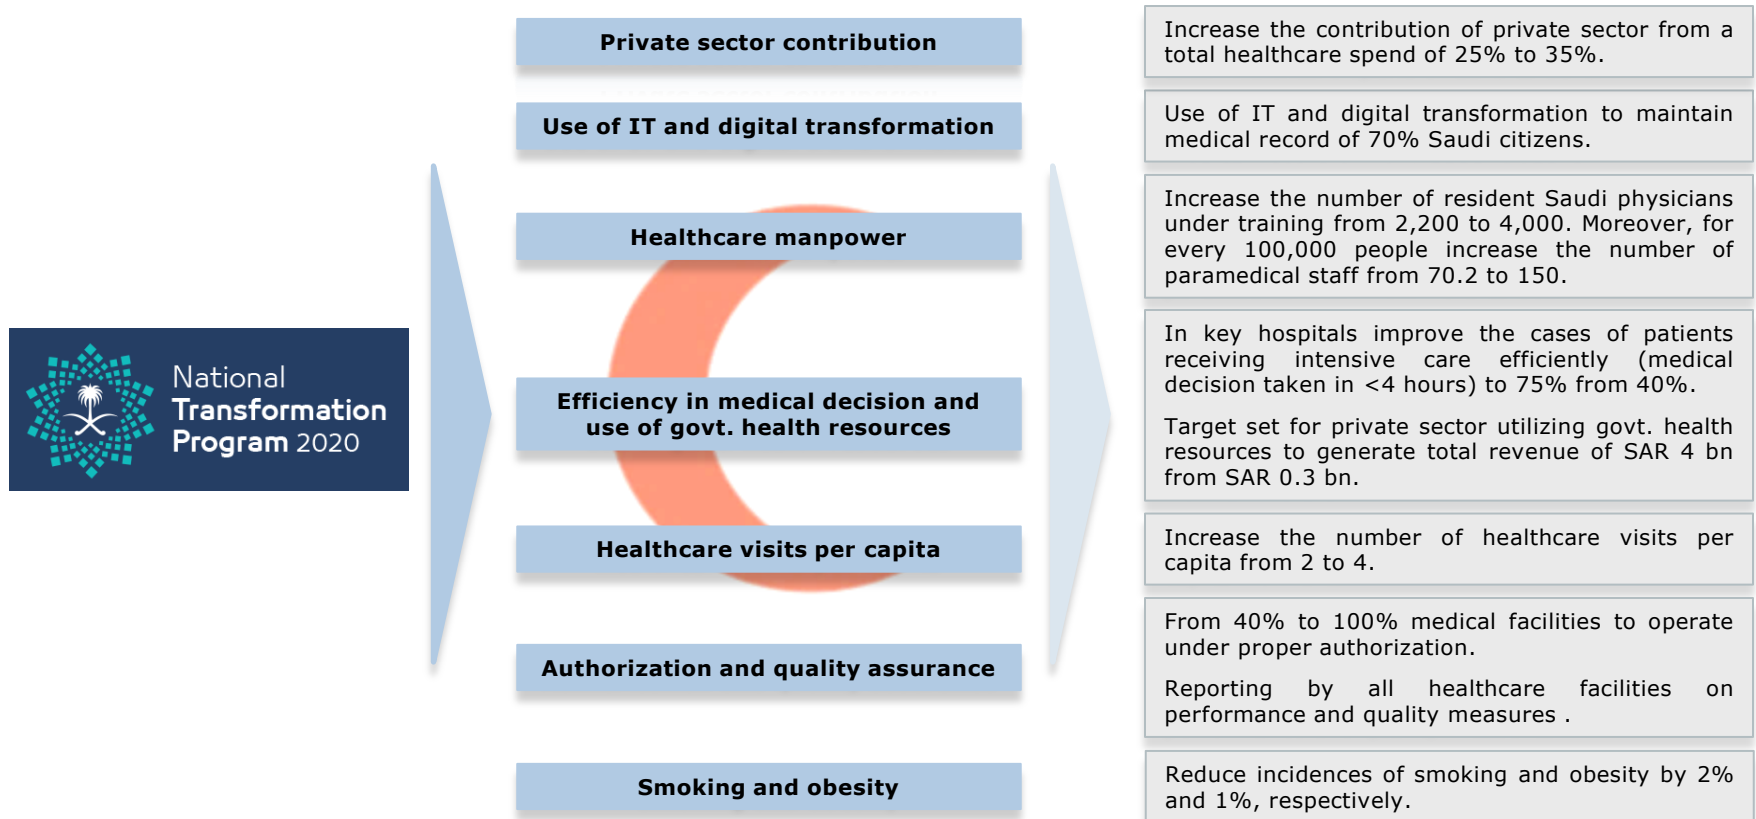 National
Transformation
Program 2020
Private sector contribution
Increase the contribution of private sector from a
total healthcare spend of 25% to 35%.
Use of IT and digital transformation
Use of IT and digital transformation to maintain
medical record of 70% Saudi citizens.
Healthcare manpower
Increase the number of resident Saudi physicians
under training from 2,200 to 4,000. Moreover, for
every 100,000 people increase the number of
paramedical staff from 70.2 to 150.
Efficiency in medical decision and
use of govt. health resources
In key hospitals improve the cases of patients
receiving intensive care efficiently (medical
decision taken in <4 hours) to 75% from 40%.
Target set for private sector utilizing govt. health
resources to generate total revenue of SAR 4 bn
from SAR 0.3 bn.
Healthcare visits per capita
Increase the number of healthcare visits per
capita from 2 to 4.
Authorization and quality assurance
From 40% to 100% medical facilities to operate
under proper authorization.
Reporting by all healthcare facilities on
performance and quality measures .
Smoking and obesity
Reduce incidences of smoking and obesity by 2%
and 1%, respectively.